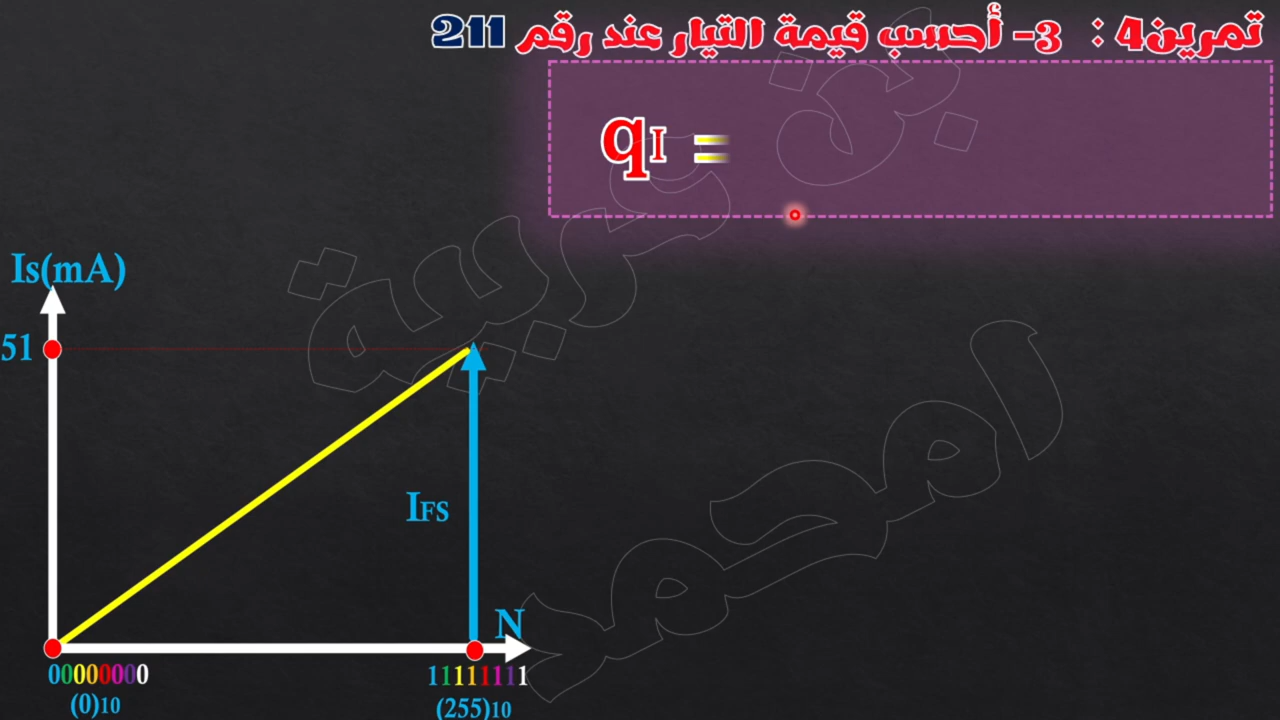 تمرين4 : 3- أحسب قيمة التيار عند رقم 211
qI =
Is(mA)
51
IFS
N
00000000
11111111
(0)10
(255)10